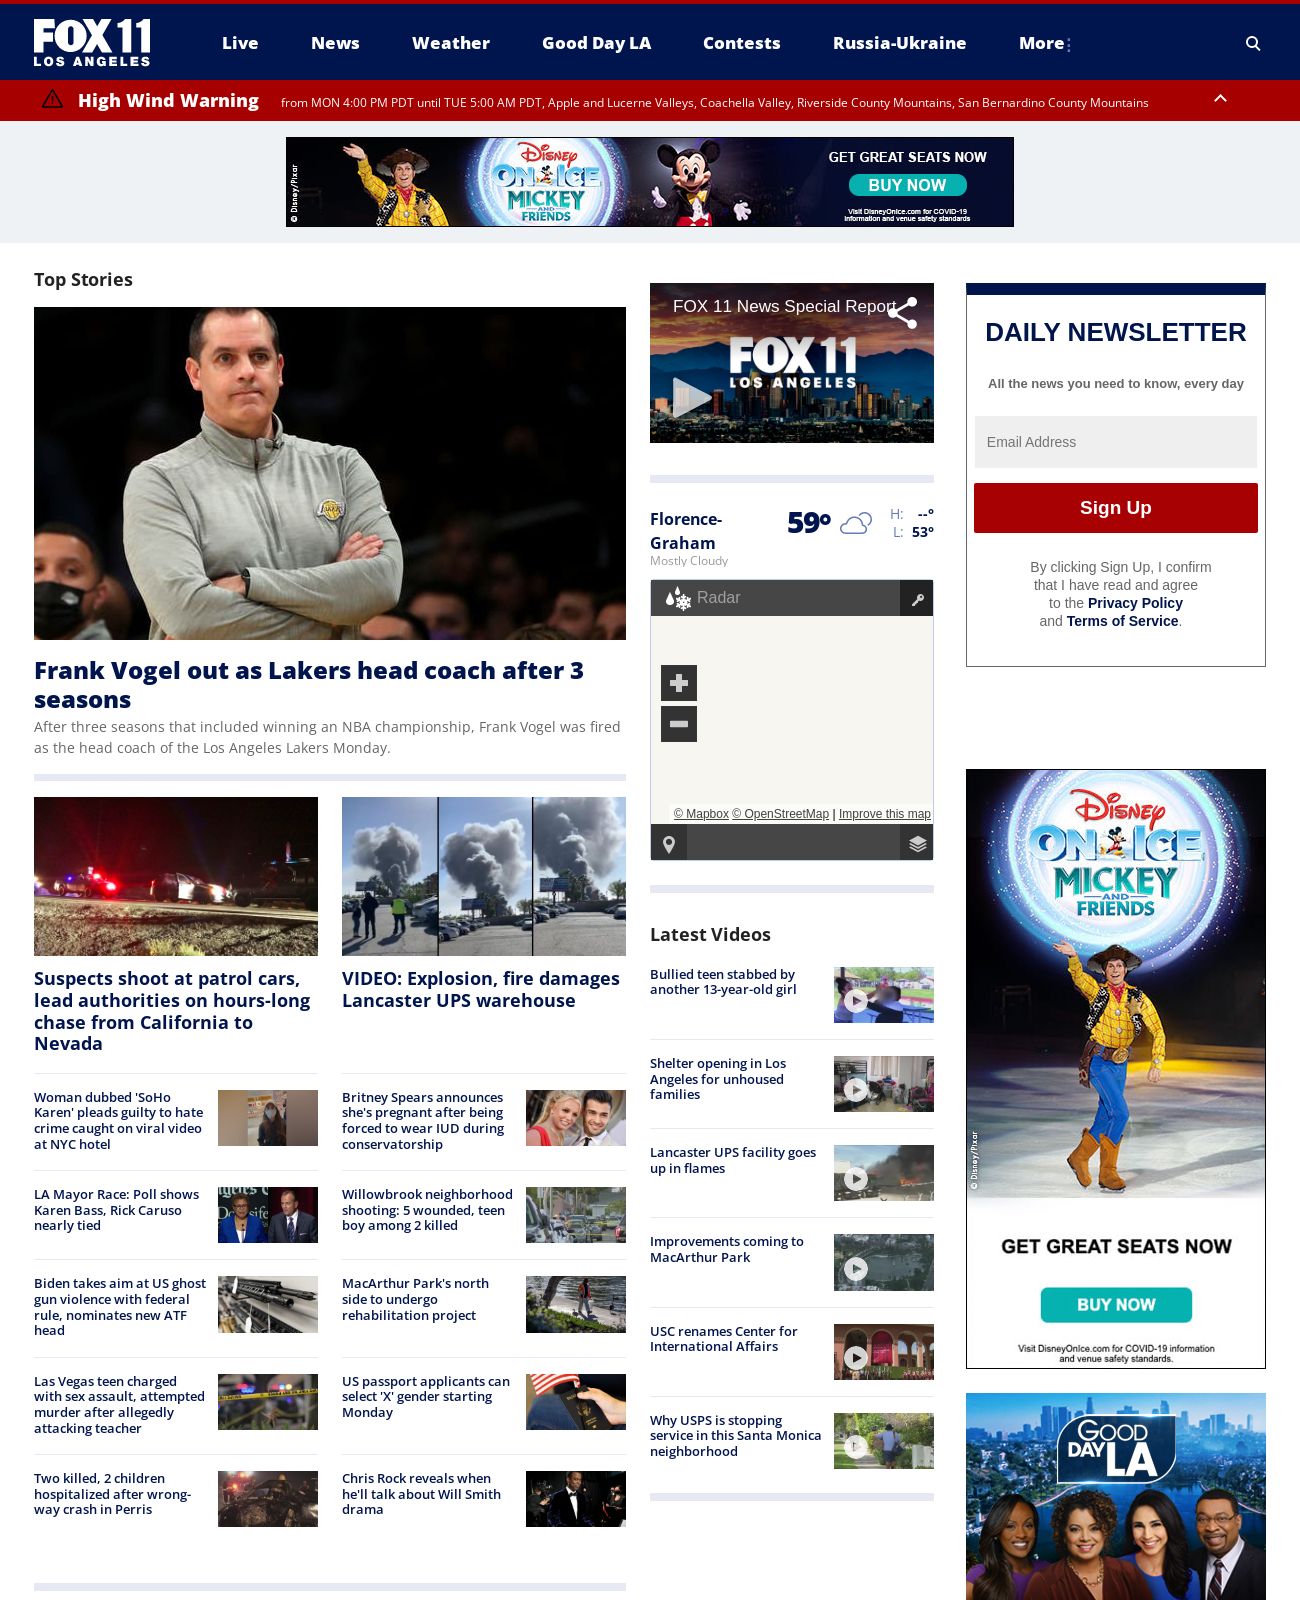 FOX 11
LOS ANGELES
Live
News
Weather
Good Day LA
Contests
Russia-Ukraine
More
High Wind Warning
from MON 4:00 PM PDT until TUE 5:00 AM PDT, Apple and Lucerne Valleys, Coachella Valley, Riverside County Mountains, San Bernardino County Mountains
© Disney/Pixar
Disney
ON ICE
MICKEY
AND
FRIENDS
GET GREAT SEATS NOW
BUY NOW
Visit DisneyOnIce.com for COVID-19
information and venue safety standards
Top Stories
Frank Vogel out as Lakers head coach after 3
seasons
After three seasons that included winning an NBA championship, Frank Vogel was fired
as the head coach of the Los Angeles Lakers Monday.
Suspects shoot at patrol cars,
lead authorities on hours-long
chase from California to
Nevada
VIDEO: Explosion, fire damages
Lancaster UPS warehouse
Woman dubbed 'SoHo
Karen' pleads guilty to hate
crime caught on viral video
at NYC hotel
Britney Spears announces
she's pregnant after being
forced to wear IUD during
conservatorship
LA Mayor Race: Poll shows
Karen Bass, Rick Caruso
nearly tied
Willowbrook neighborhood
shooting: 5 wounded, teen
boy among 2 killed
Biden takes aim at US ghost
gun violence with federal
rule, nominates new ATF
head
MacArthur Park's north
side to undergo
rehabilitation project
Las Vegas teen charged
with sex assault, attempted
murder after allegedly
attacking teacher
US passport applicants can
select 'X' gender starting
Monday
Two killed, 2 children
hospitalized after wrong-
way crash in Perris
Chris Rock reveals when
he'll talk about Will Smith
drama
FOX 11 News Special Report
FOX 11
LOS ANGELES
Florence-
Graham
Mostly Cloudy
59°
H: --°
L: 53°
Radar
© Mapbox © OpenStreetMap | Improve this map
Latest Videos
Bullied teen stabbed by
another 13-year-old girl
Shelter opening in Los
Angeles for unhoused
families
Lancaster UPS facility goes
up in flames
Improvements coming to
MacArthur Park
USC renames Center for
International Affairs
Why USPS is stopping
service in this Santa Monica
neighborhood
DAILY NEWSLETTER
All the news you need to know, every day
Email Address
Sign Up
By clicking Sign Up, I confirm
that I have read and agree
to the Privacy Policy
and Terms of Service.
Disney
ON ICE
MICKEY
AND
FRIENDS
© Disney/Pixar
GET GREAT SEATS NOW
BUY NOW
Visit DisneyOnIce.com for COVID-19 information
and venue safety standards.
GOOD
DAY
LA